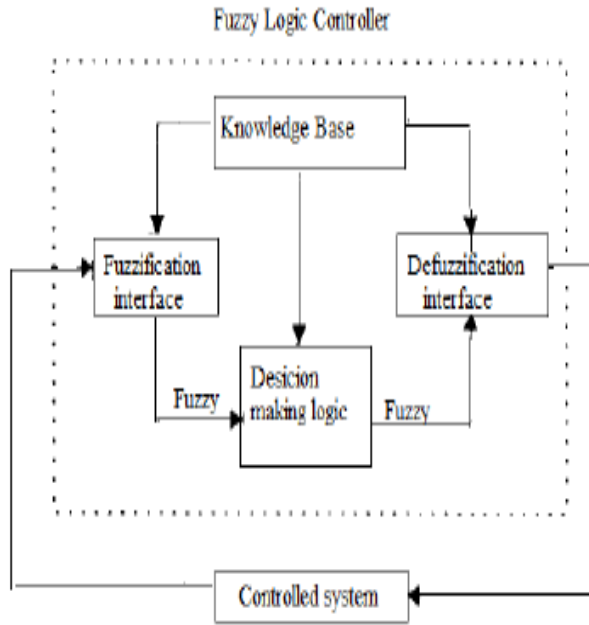 Fuzzy Logic Controller
Knowledge Base
Fuzzification
interface
Defuzzification
interface
Desicion
making logic
Fuzzy
Fuzzy
Controlled system